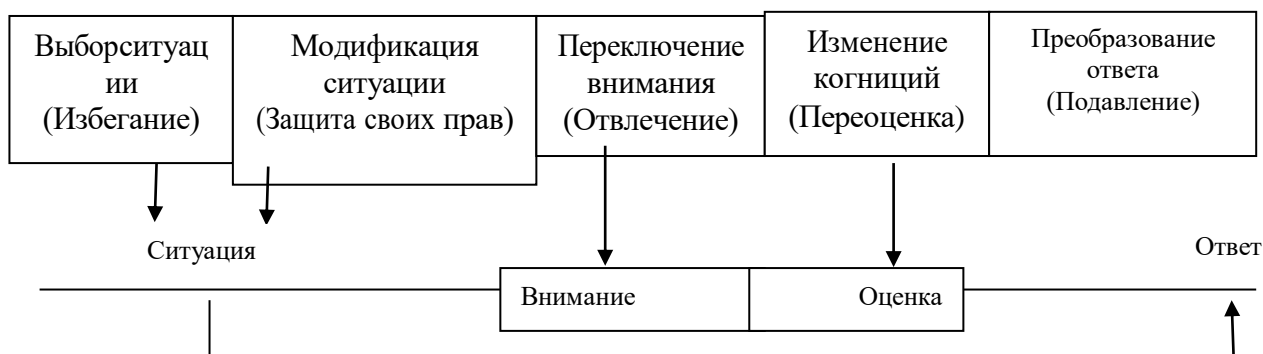 Выборситуац
ии
(Избегание)
Модификация
ситуации
(Защита своих прав)
Переключение
внимания
(Отвлечение)
Изменение
когниций
(Переоценка)
Преобразование
ответа
(Подавление)
Ситуация
Ответ
Внимание
Оценка